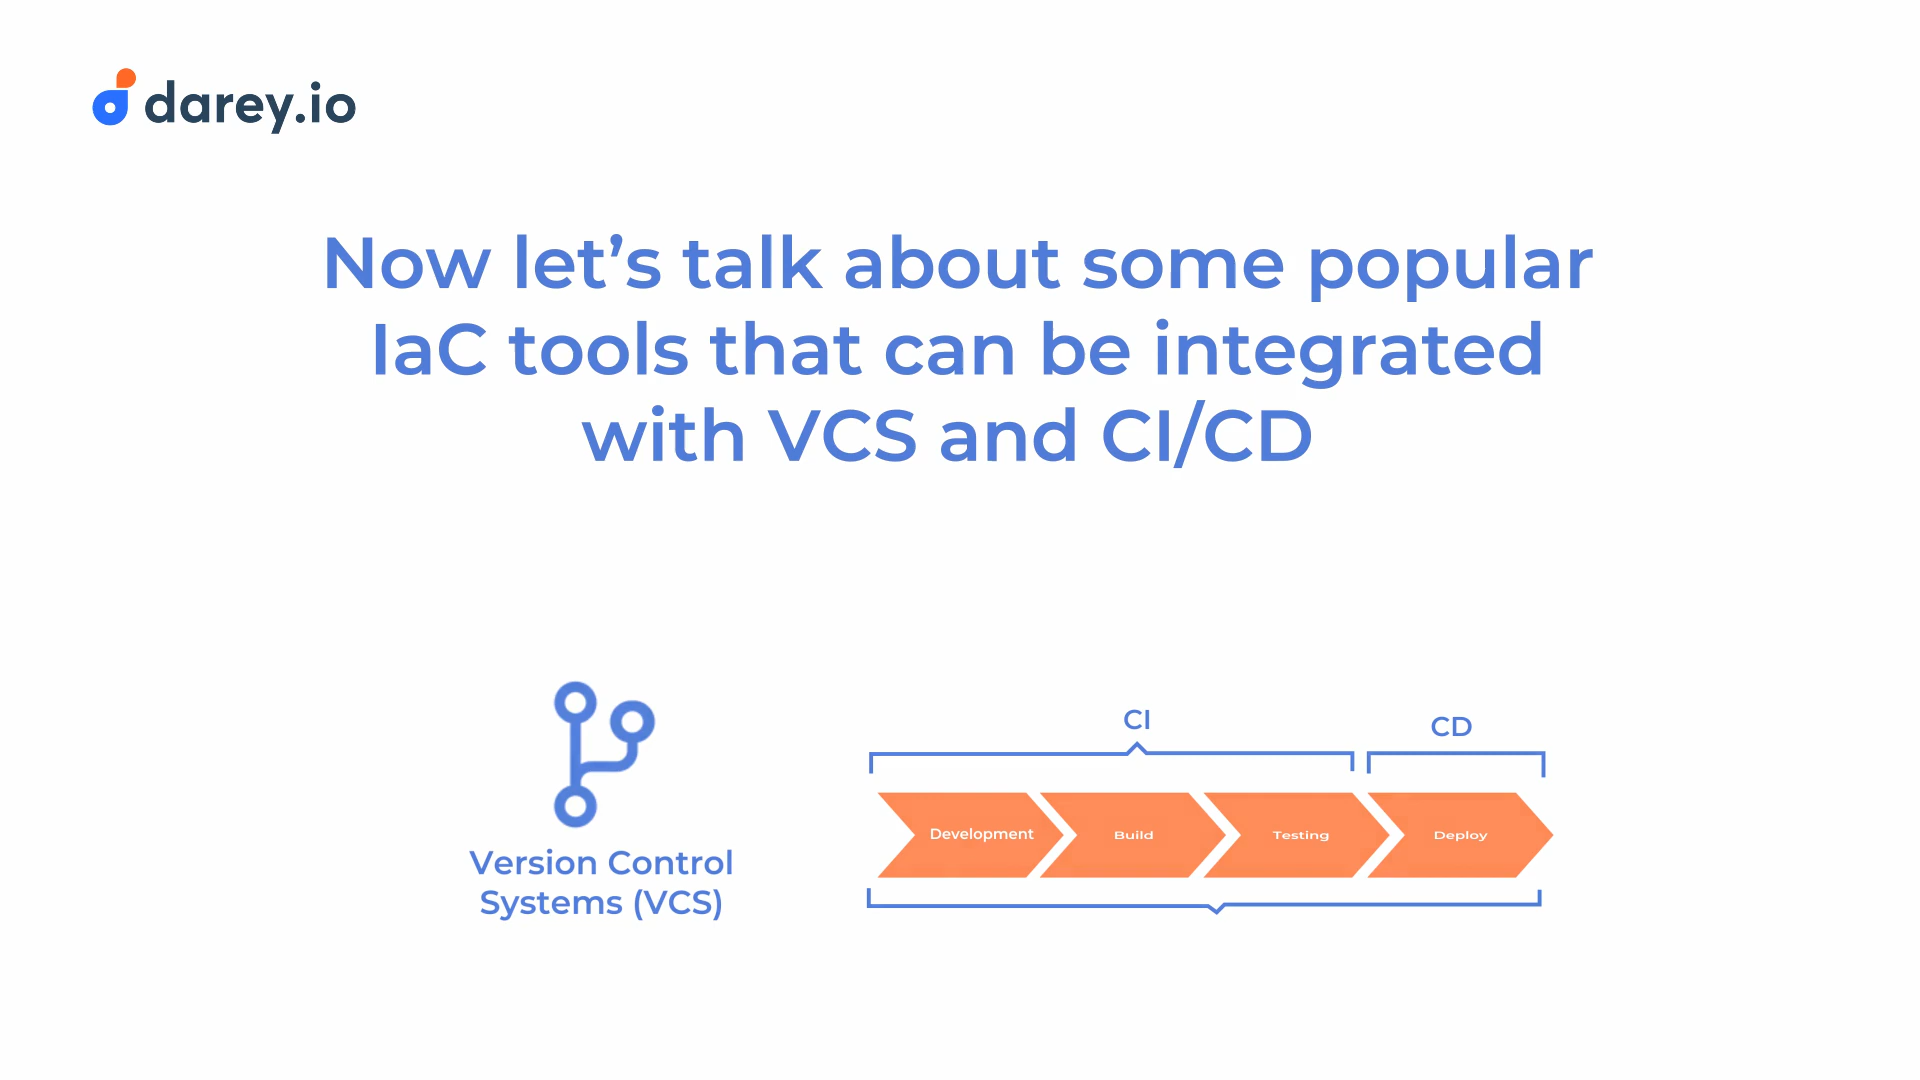 darey.io
Now let’s talk about some popular
IaC tools that can be integrated
with VCS and CI/CD
Version Control
Systems (VCS)
CI
CD
Development
Build
Testing
Deploy